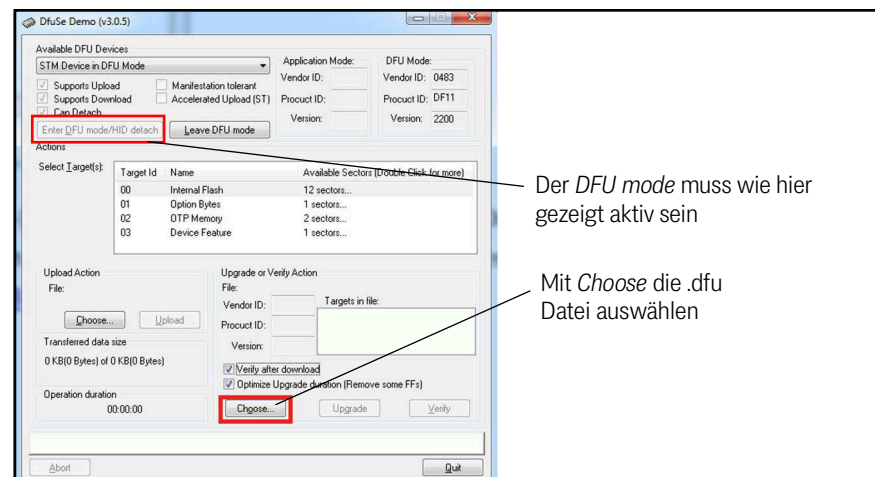 DfuSe Demo (v3.0.5)
Available DFU Devices
STM Device in DFU Mode
Supports Upload
Manifestation tolerant
Supports Download
Accelerated Upload (ST)
Can Detach
Enter DFU mode/HID detach
Leave DFU mode
Application Mode:
Vendor ID:
Procuct ID:
Version:
DFU Mode:
Vendor ID: 0483
Procuct ID: DF11
Version: 2200
Actions
Select Target(s):
Target Id Name Available Sectors (Double Click for more)
00 Internal Flash 12 sectors...
01 Option Bytes 1 sectors...
02 OTP Memory 2 sectors...
03 Device Feature 1 sectors...
Upload Action
File:
Choose... Upload
Transferred data size
0 KB(0 Bytes) of 0 KB(0 Bytes)
Operation duration
00:00:00
Upgrade or Verify Action
File:
Vendor ID:
Procuct ID:
Version:
Targets in file:
Verify after download
Optimize Upgrade duration (Remove some FFs)
Choose... Upgrade Verify
Abort Quit
Der DFU mode muss wie hier
gezeigt aktiv sein
Mit Choose die .dfu
Datei auswählen